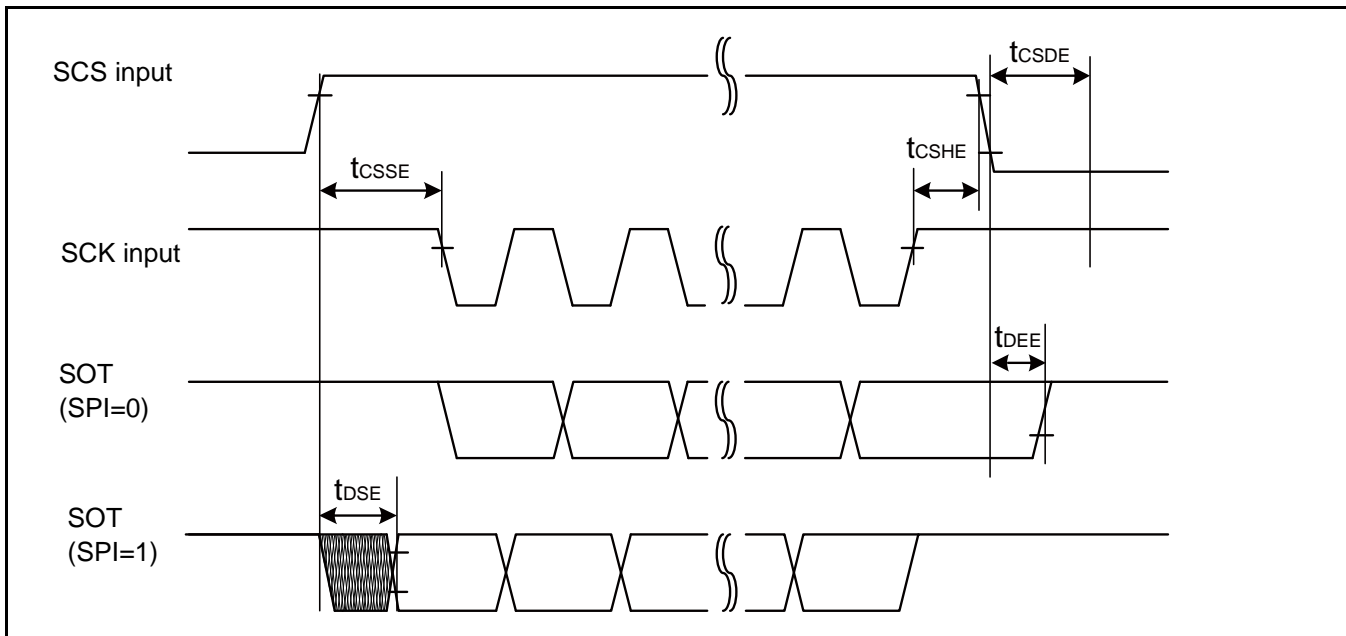 SCS input
tCSDE
tCSHE
tCSSE
SCK input
tDEE
SOT
(SPI=0)
tDSE
SOT
(SPI=1)